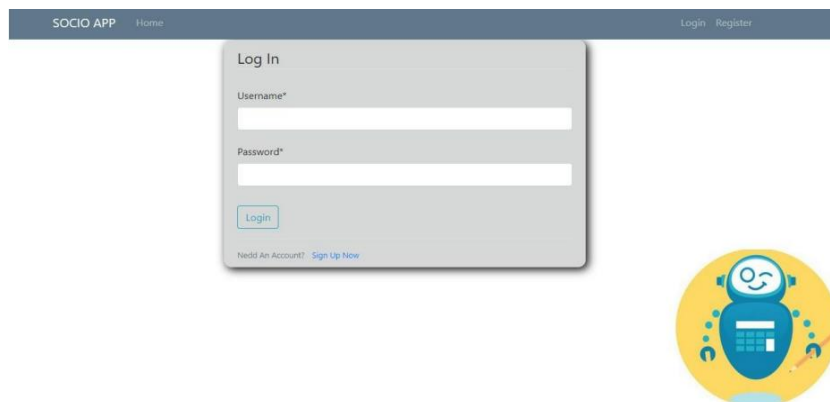 SOCIO APP Home Login Register
Log In
Username*
Password*
Login
Nedd An Account? Sign Up Now